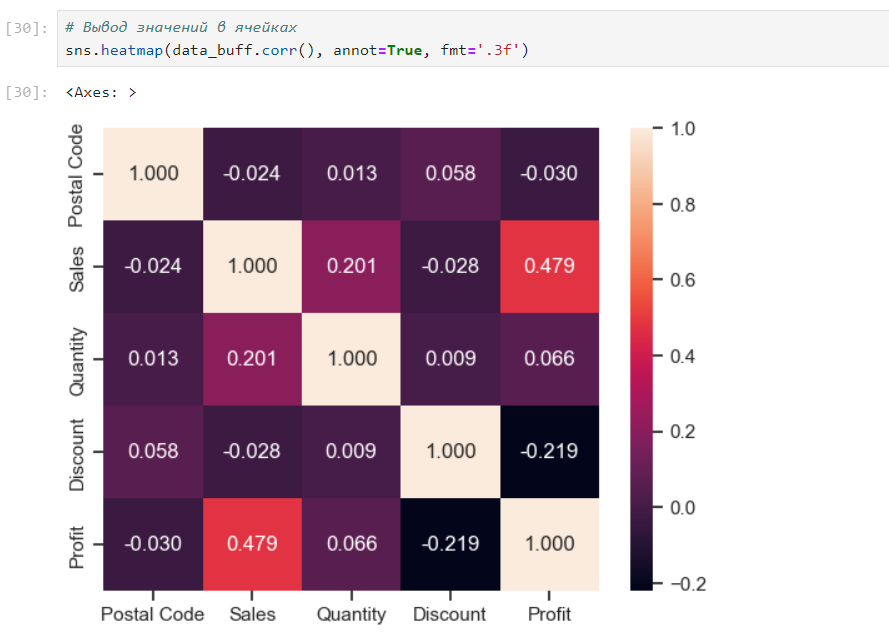 [30]: # Вывод значений в ячейках
sns.heatmap(data_buff.corr(), annot=True, fmt='.3f')
[30]: <Axes: >
Postal Code 1.000 -0.024 0.013 0.058 -0.030
Sales -0.024 1.000 0.201 -0.028 0.479
Quantity 0.013 0.201 1.000 0.009 0.066
Discount 0.058 -0.028 0.009 1.000 -0.219
Profit -0.030 0.479 0.066 -0.219 1.000
Postal Code Sales Quantity Discount Profit
1.0
0.8
0.6
0.4
0.2
0.0
−0.2